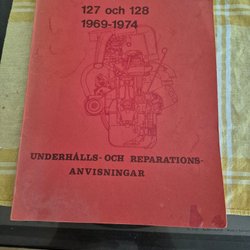 127 och 128
1969-1974
UNDERHÅLLS- OCH REPARATIONS-
ANVISNINGAR